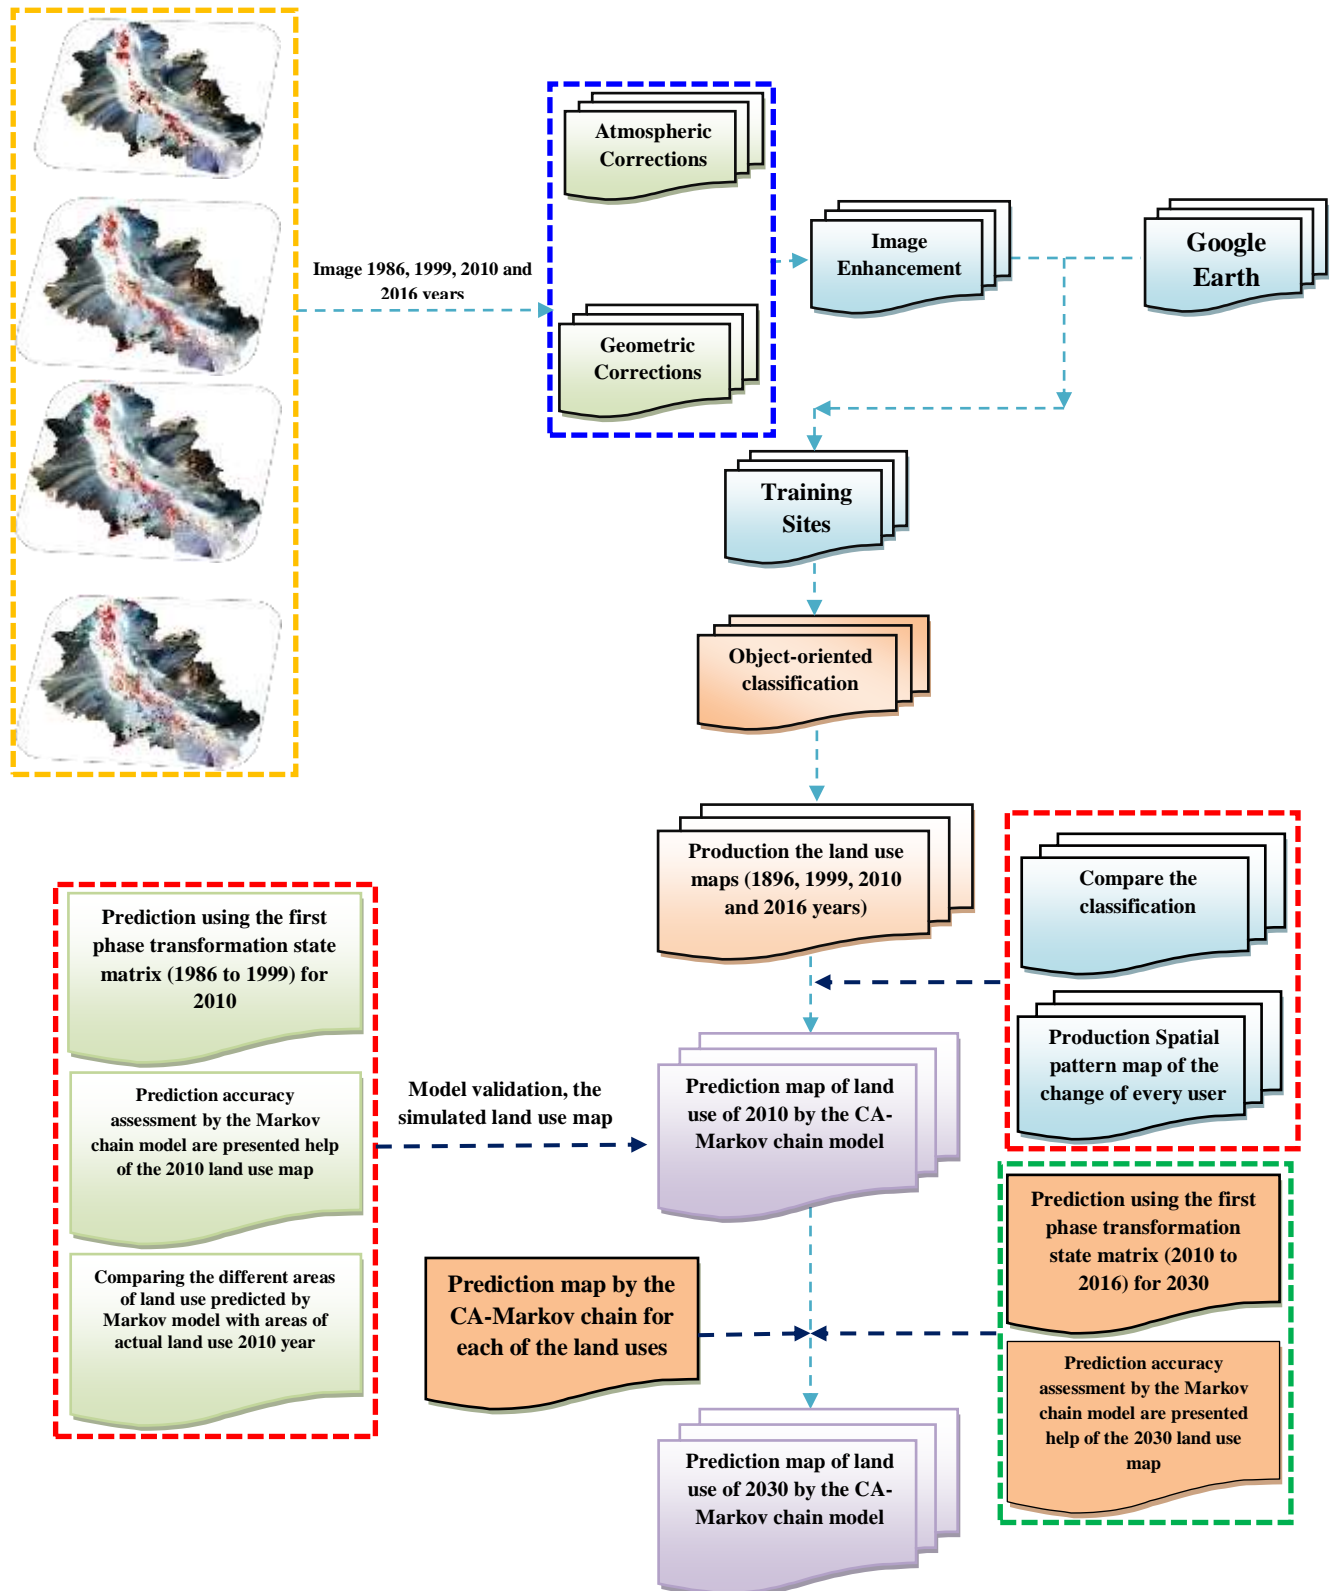 Atmospheric
Corrections
Image 1986, 1999, 2010 and
2016 years
Geometric
Corrections
Image
Enhancement
Google
Earth
Training
Sites
Object-oriented
classification
Production the land use
maps (1896, 1999, 2010
and 2016 years)
Compare the
classification
Production Spatial
pattern map of the
change of every user
Prediction using the first
phase transformation state
matrix (1986 to 1999) for
2010
Prediction accuracy
assessment by the Markov
chain model are presented help
of the 2010 land use map
Comparing the different areas
of land use predicted by
Markov model with areas of
actual land use 2010 year
Model validation, the
simulated land use map
Prediction map of land
use of 2010 by the CA-
Markov chain model
Prediction map by the
CA-Markov chain for
each of the land uses
Prediction using the first
phase transformation
state matrix (2010 to
2016) for 2030
Prediction accuracy
assessment by the Markov
chain model are presented
help of the 2030 land use
map
Prediction map of land
use of 2030 by the CA-
Markov chain model